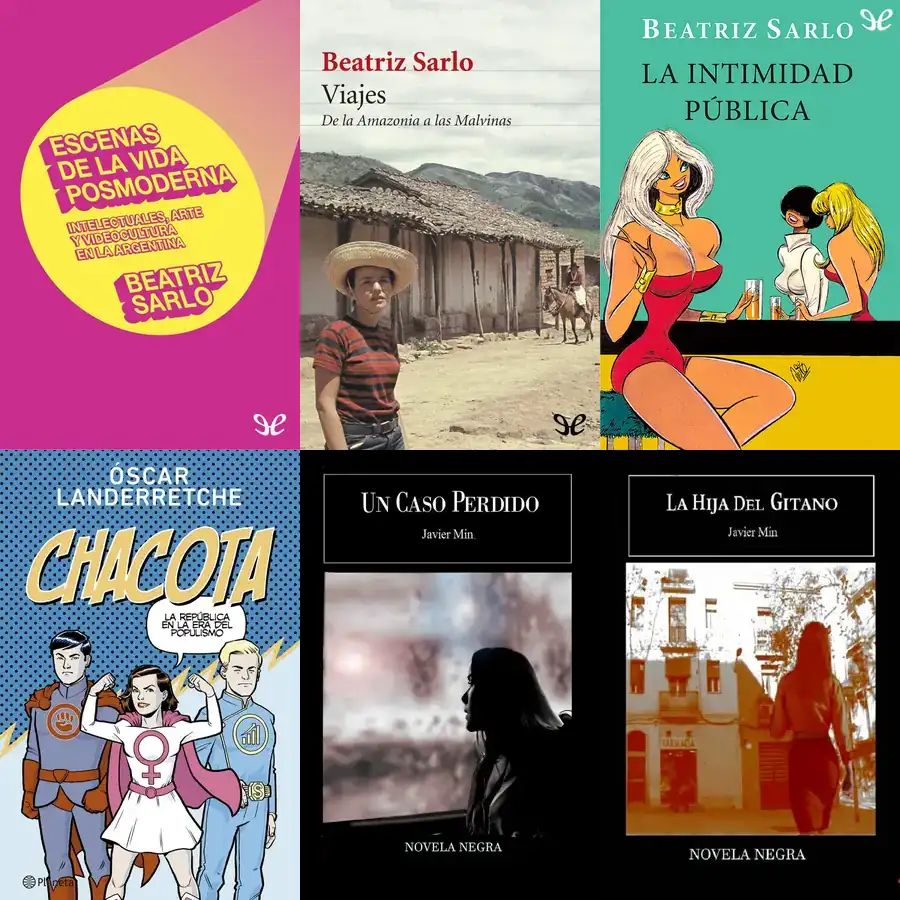 ESCENAS
DE LA VIDA
POSMODERNA
INTELECTUALES, ARTE
Y VIDEOCULTURA
EN LA ARGENTINA
BEATRIZ
SARLO
Beatriz Sarlo
Viajes
De la Amazonia a las Malvinas
BEATRIZ SARLO
LA INTIMIDAD
PÚBLICA
ÓSCAR
LANDERRETCHE
CHACOTA
LA REPÚBLICA
EN LA ERA DEL
POPULISMO
Planeta
UN CASO PERDIDO
Javier Min
NOVELA NEGRA
LA HIJA DEL GITANO
Javier Min
NOVELA NEGRA